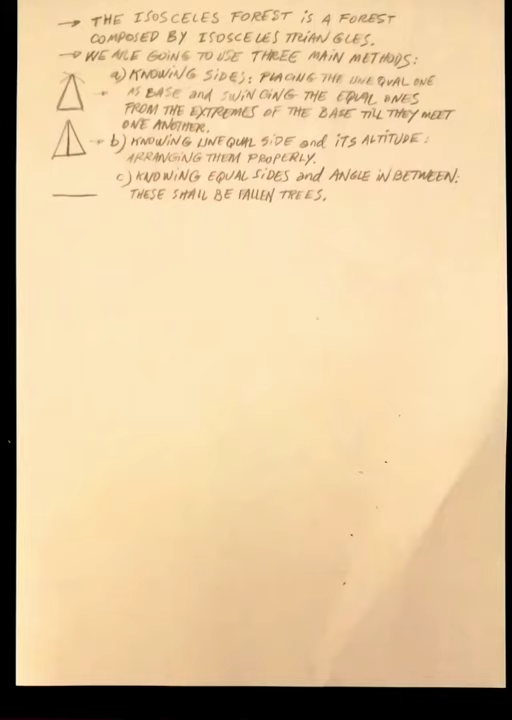 → THE ISOSCELES FOREST is A FOREST
COMPOSED BY ISOSCELES TRIANGLES.
→ WE ARE GOING TO USE THREE MAIN METHODS:
a) KNOWING SIDES: PLACING THE UNEQUAL ONE
AS BASE and SWINGING THE EQUAL ONES
FROM THE EXTREMES OF THE BASE TILL THEY MEET
ONE ANOTHER.
b) KNOWING UNEQUAL SIDE and iTS ALTITUDE:
ARRANGING THEM PROPERLY.
c) KNOWING EQUAL SIDES and ANGLE IN BETWEEN:
THESE SHALL BE FALLEN TREES.